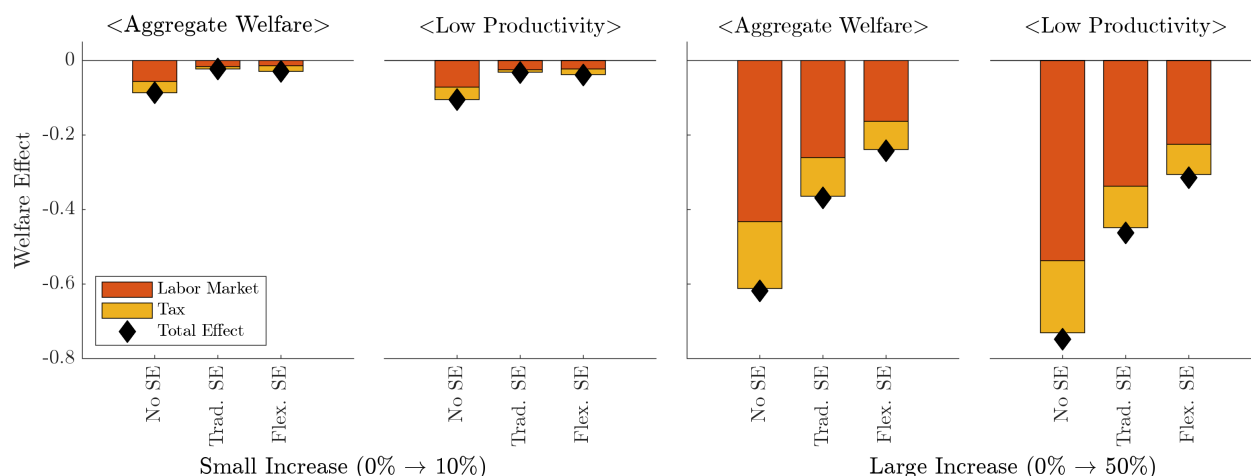 <Aggregate Welfare>
<Low Productivity>
<Aggregate Welfare>
<Low Productivity>
Welfare Effect
0
-0.2
-0.4
-0.6
-0.8
Labor Market
Tax
Total Effect
No SE
Trad. SE
Flex. SE
No SE
Trad. SE
Flex. SE
No SE
Trad. SE
Flex. SE
No SE
Trad. SE
Flex. SE
Small Increase (0% → 10%)
Large Increase (0% → 50%)